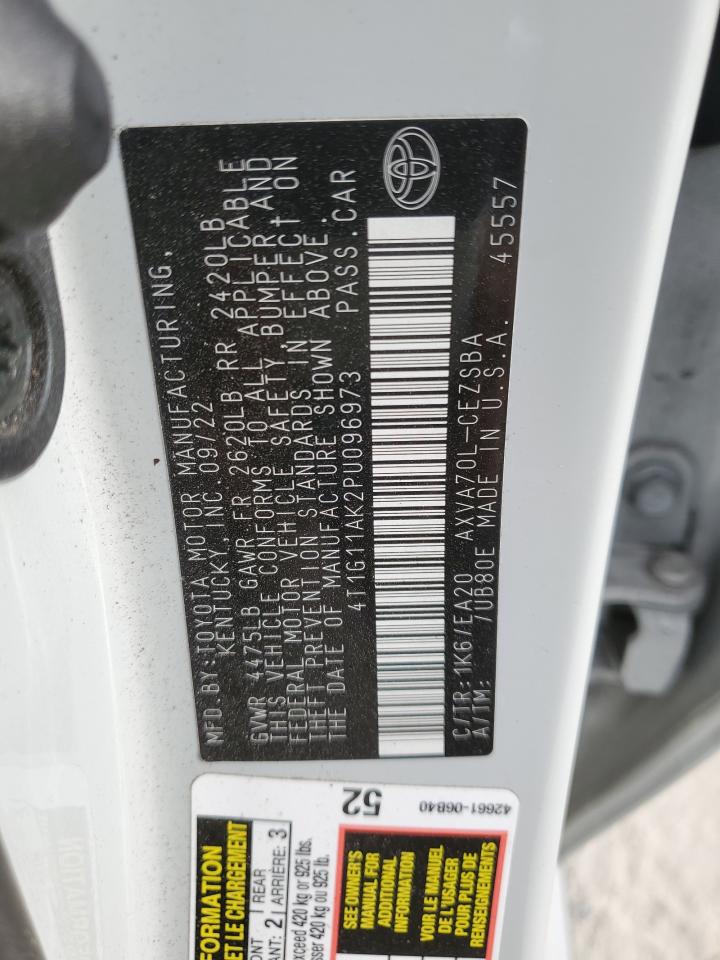 MFD. BY: TOYOTA MOTOR MANUFACTURING,
KENTUCKY, INC. 09/22
GVWR 4475LB GAWR FR 2620LB RR 2420LB
THIS VEHICLE CONFORMS TO ALL APPLICABLE
FEDERAL MOTOR VEHICLE SAFETY, BUMPER, AND
THEFT PREVENTION STANDARDS IN EFFECT ON
THE DATE OF MANUFACTURE SHOWN ABOVE.
4T1G11AK2PU096973 PASS.CAR
C/TR:1K6/EA20 AXVA70L-CEZSBA
A/TM: /UB80E MADE IN U.S.A. 45557
52
42661-06B40
FORMATION
ET LE CHARGEMENT
ONT REAR
ANT: 2 ARRIÈRE: 3
exceed 420 kg or 925 lbs.
sser 420 kg ou 925 lb.
SEE OWNER'S
MANUAL FOR
ADDITIONAL
INFORMATION
VOIR LE MANUEL
DE L'USAGER
POUR PLUS DE
RENSEIGNEMENTS